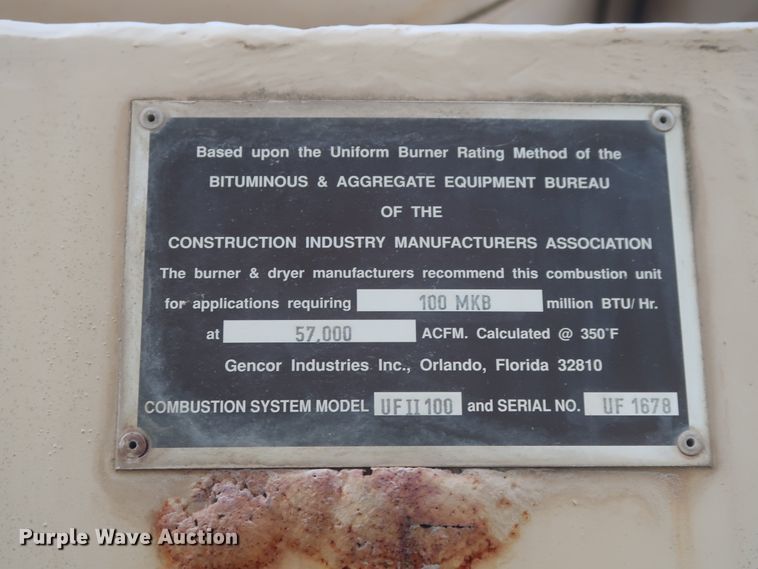 Based upon the Uniform Burner Rating Method of the
BITUMINOUS & AGGREGATE EQUIPMENT BUREAU
OF THE
CONSTRUCTION INDUSTRY MANUFACTURERS ASSOCIATION
The burner & dryer manufacturers recommend this combustion unit
for applications requiring 100 MKB million BTU/ Hr.
at 57,000 ACFM. Calculated @ 350°F
Gencor Industries Inc., Orlando, Florida 32810
COMBUSTION SYSTEM MODEL UF II 100 and SERIAL NO. UF 1678
Purple Wave Auction